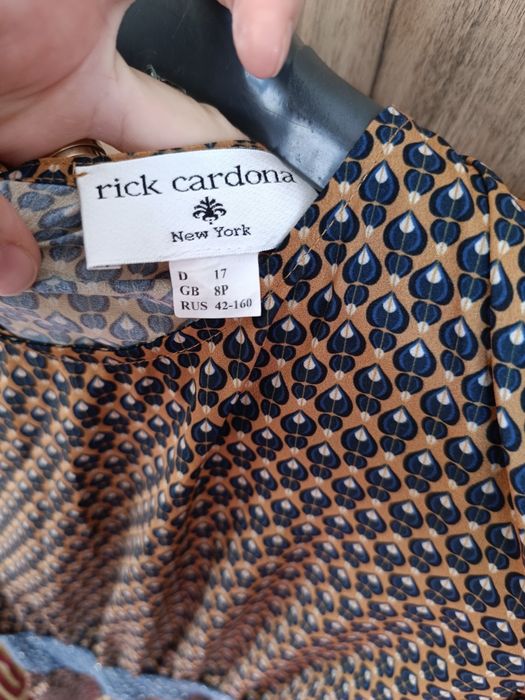 rick cardona
New York
D 17
GB 8P
RUS 42-160